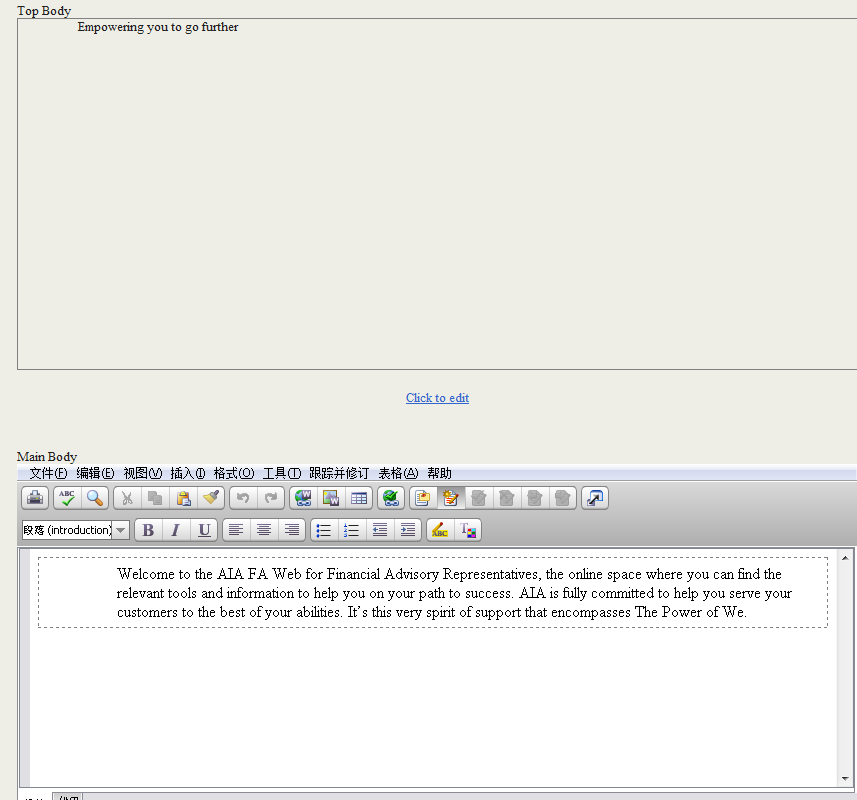 Top Body
Empowering you to go further
Click to edit
Main Body
文件(F) 编辑(E) 视图(V) 插入(I) 格式(O) 工具(T) 跟踪并修订 表格(A) 帮助
ABC
段落 (introduction)
B I U
ABC T
Welcome to the AIA FA Web for Financial Advisory Representatives, the online space where you can find the
relevant tools and information to help you on your path to success. AIA is fully committed to help you serve your
customers to the best of your abilities. It’s this very spirit of support that encompasses The Power of We.